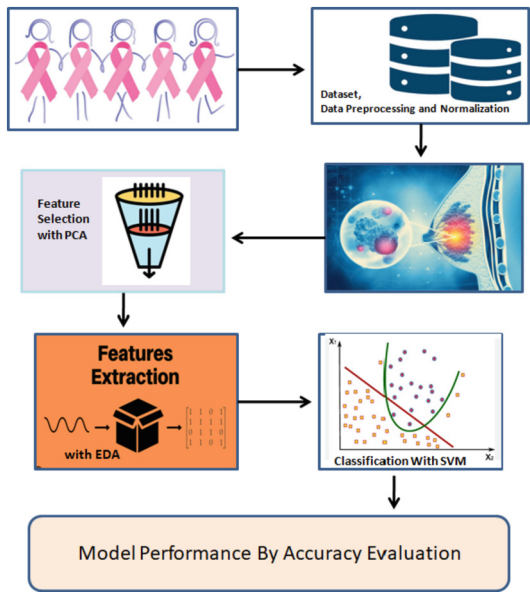 Dataset,
Data Preprocessing and Normalization
Feature
Selection
with PCA
Features
Extraction
with EDA
X₁
X₂
Classification With SVM
Model Performance By Accuracy Evaluation